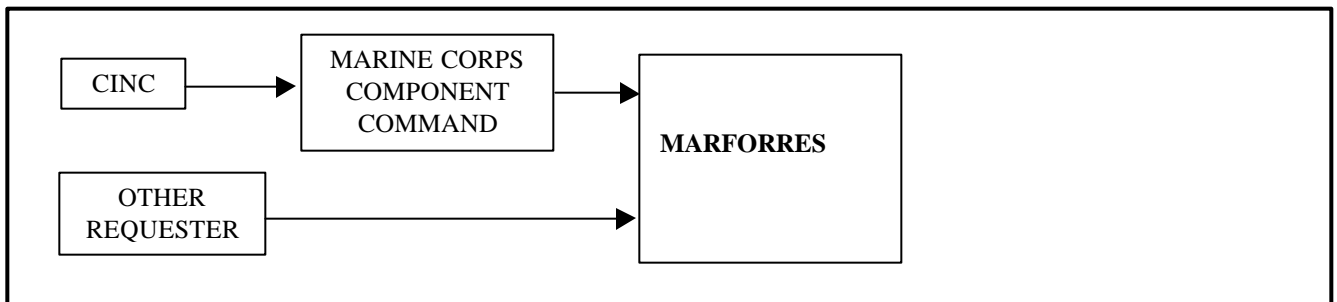 CINC
MARINE CORPS
COMPONENT
COMMAND
MARFORRES
OTHER
REQUESTER